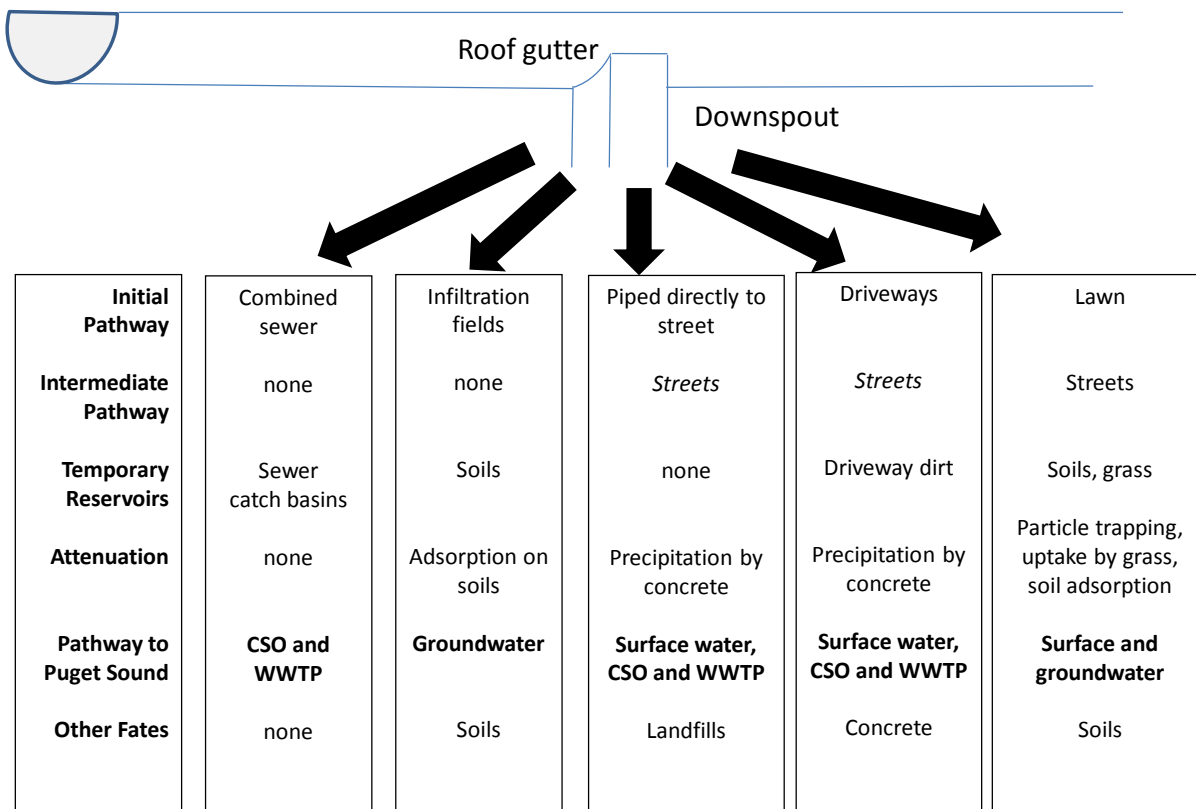 Roof gutter
Downspout
Initial
Pathway
Combined
sewer
Infiltration
fields
Piped directly to
street
Driveways
Lawn
Intermediate
Pathway
none
none
Streets
Streets
Streets
Temporary
Reservoirs
Sewer
catch basins
Soils
none
Driveway dirt
Soils, grass
Attenuation
none
Adsorption on
soils
Precipitation by
concrete
Precipitation by
concrete
Particle trapping,
uptake by grass,
soil adsorption
Pathway to
Puget Sound
CSO and
WWTP
Groundwater
Surface water,
CSO and WWTP
Surface water,
CSO and WWTP
Surface and
groundwater
Other Fates
none
Soils
Landfills
Concrete
Soils